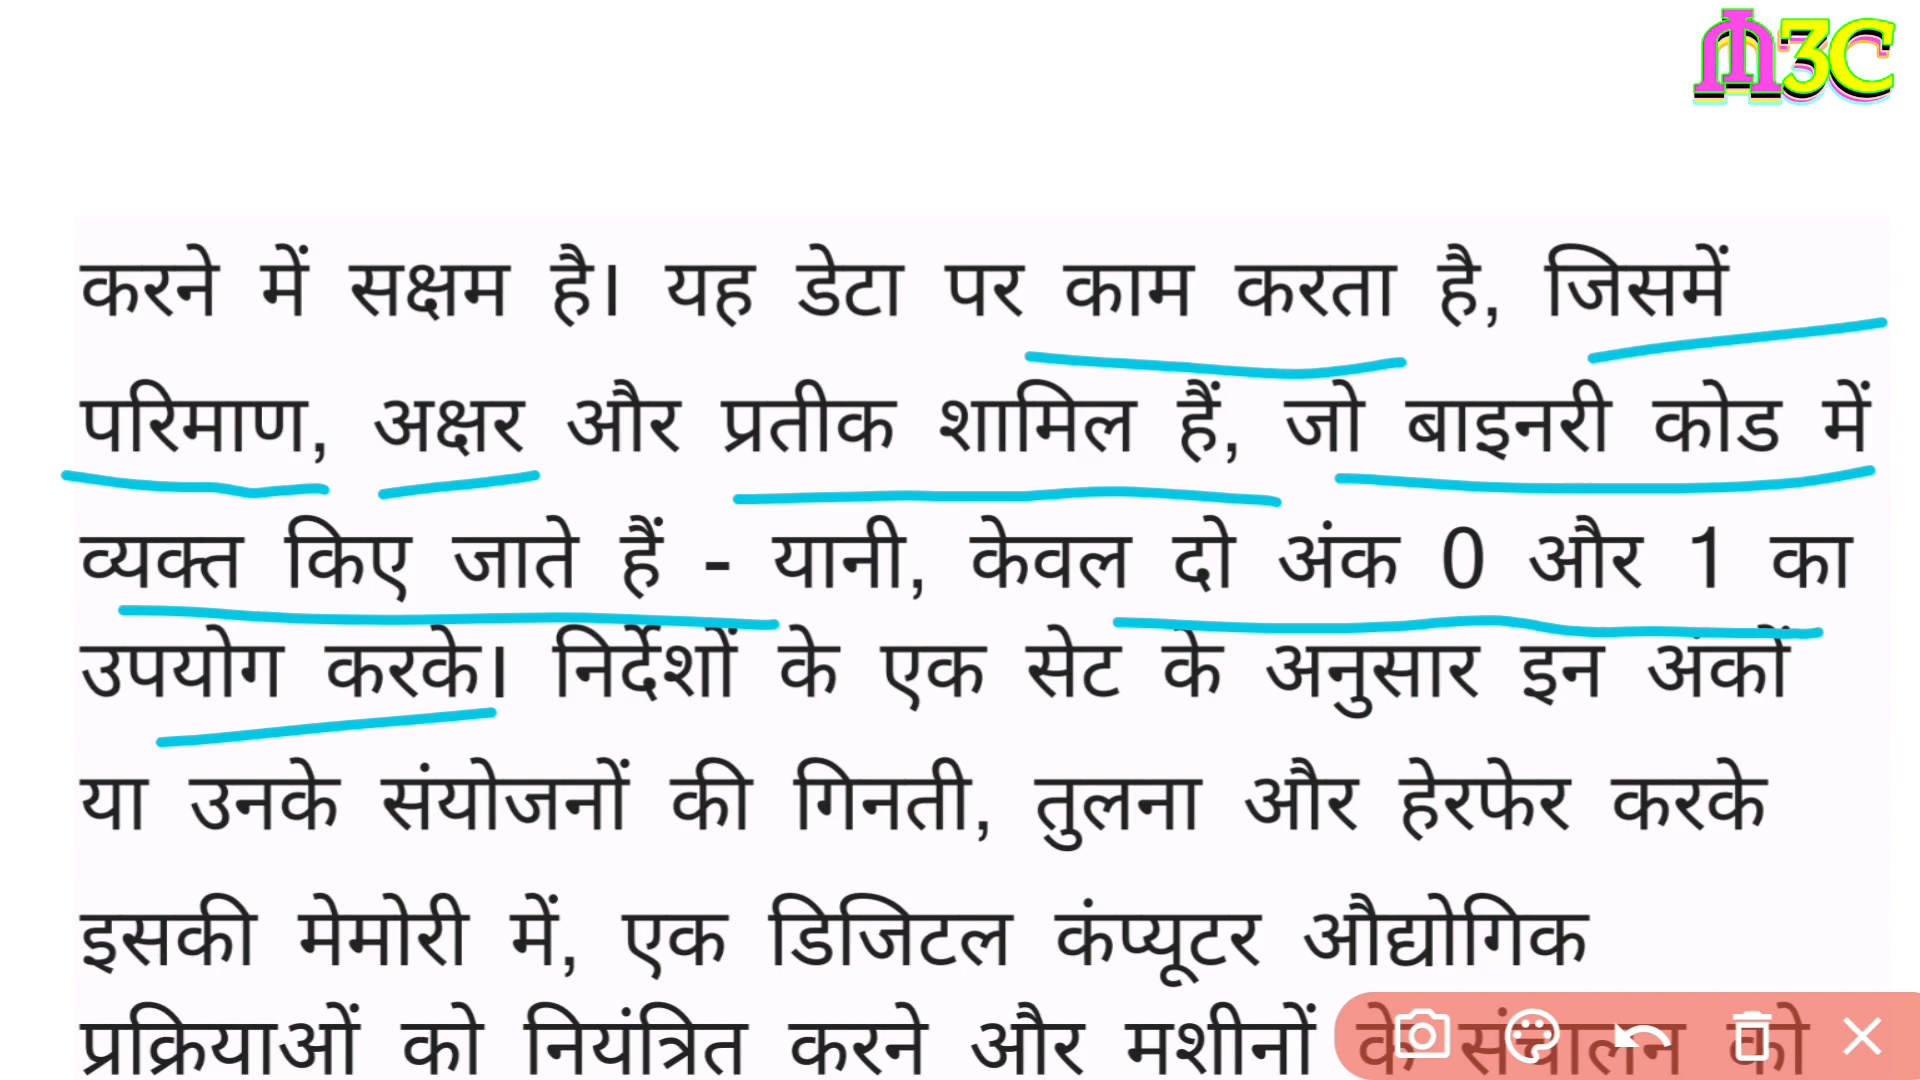 M3C
करने में सक्षम है। यह डेटा पर काम करता है, जिसमें
परिमाण, अक्षर और प्रतीक शामिल हैं, जो बाइनरी कोड में
व्यक्त किए जाते हैं - यानी, केवल दो अंक 0 और 1 का
उपयोग करके। निर्देशों के एक सेट के अनुसार इन अंकों
या उनके संयोजनों की गिनती, तुलना और हेरफेर करके
इसकी मेमोरी में, एक डिजिटल कंप्यूटर औद्योगिक
प्रक्रियाओं को नियंत्रित करने और मशीनों के संचालन को